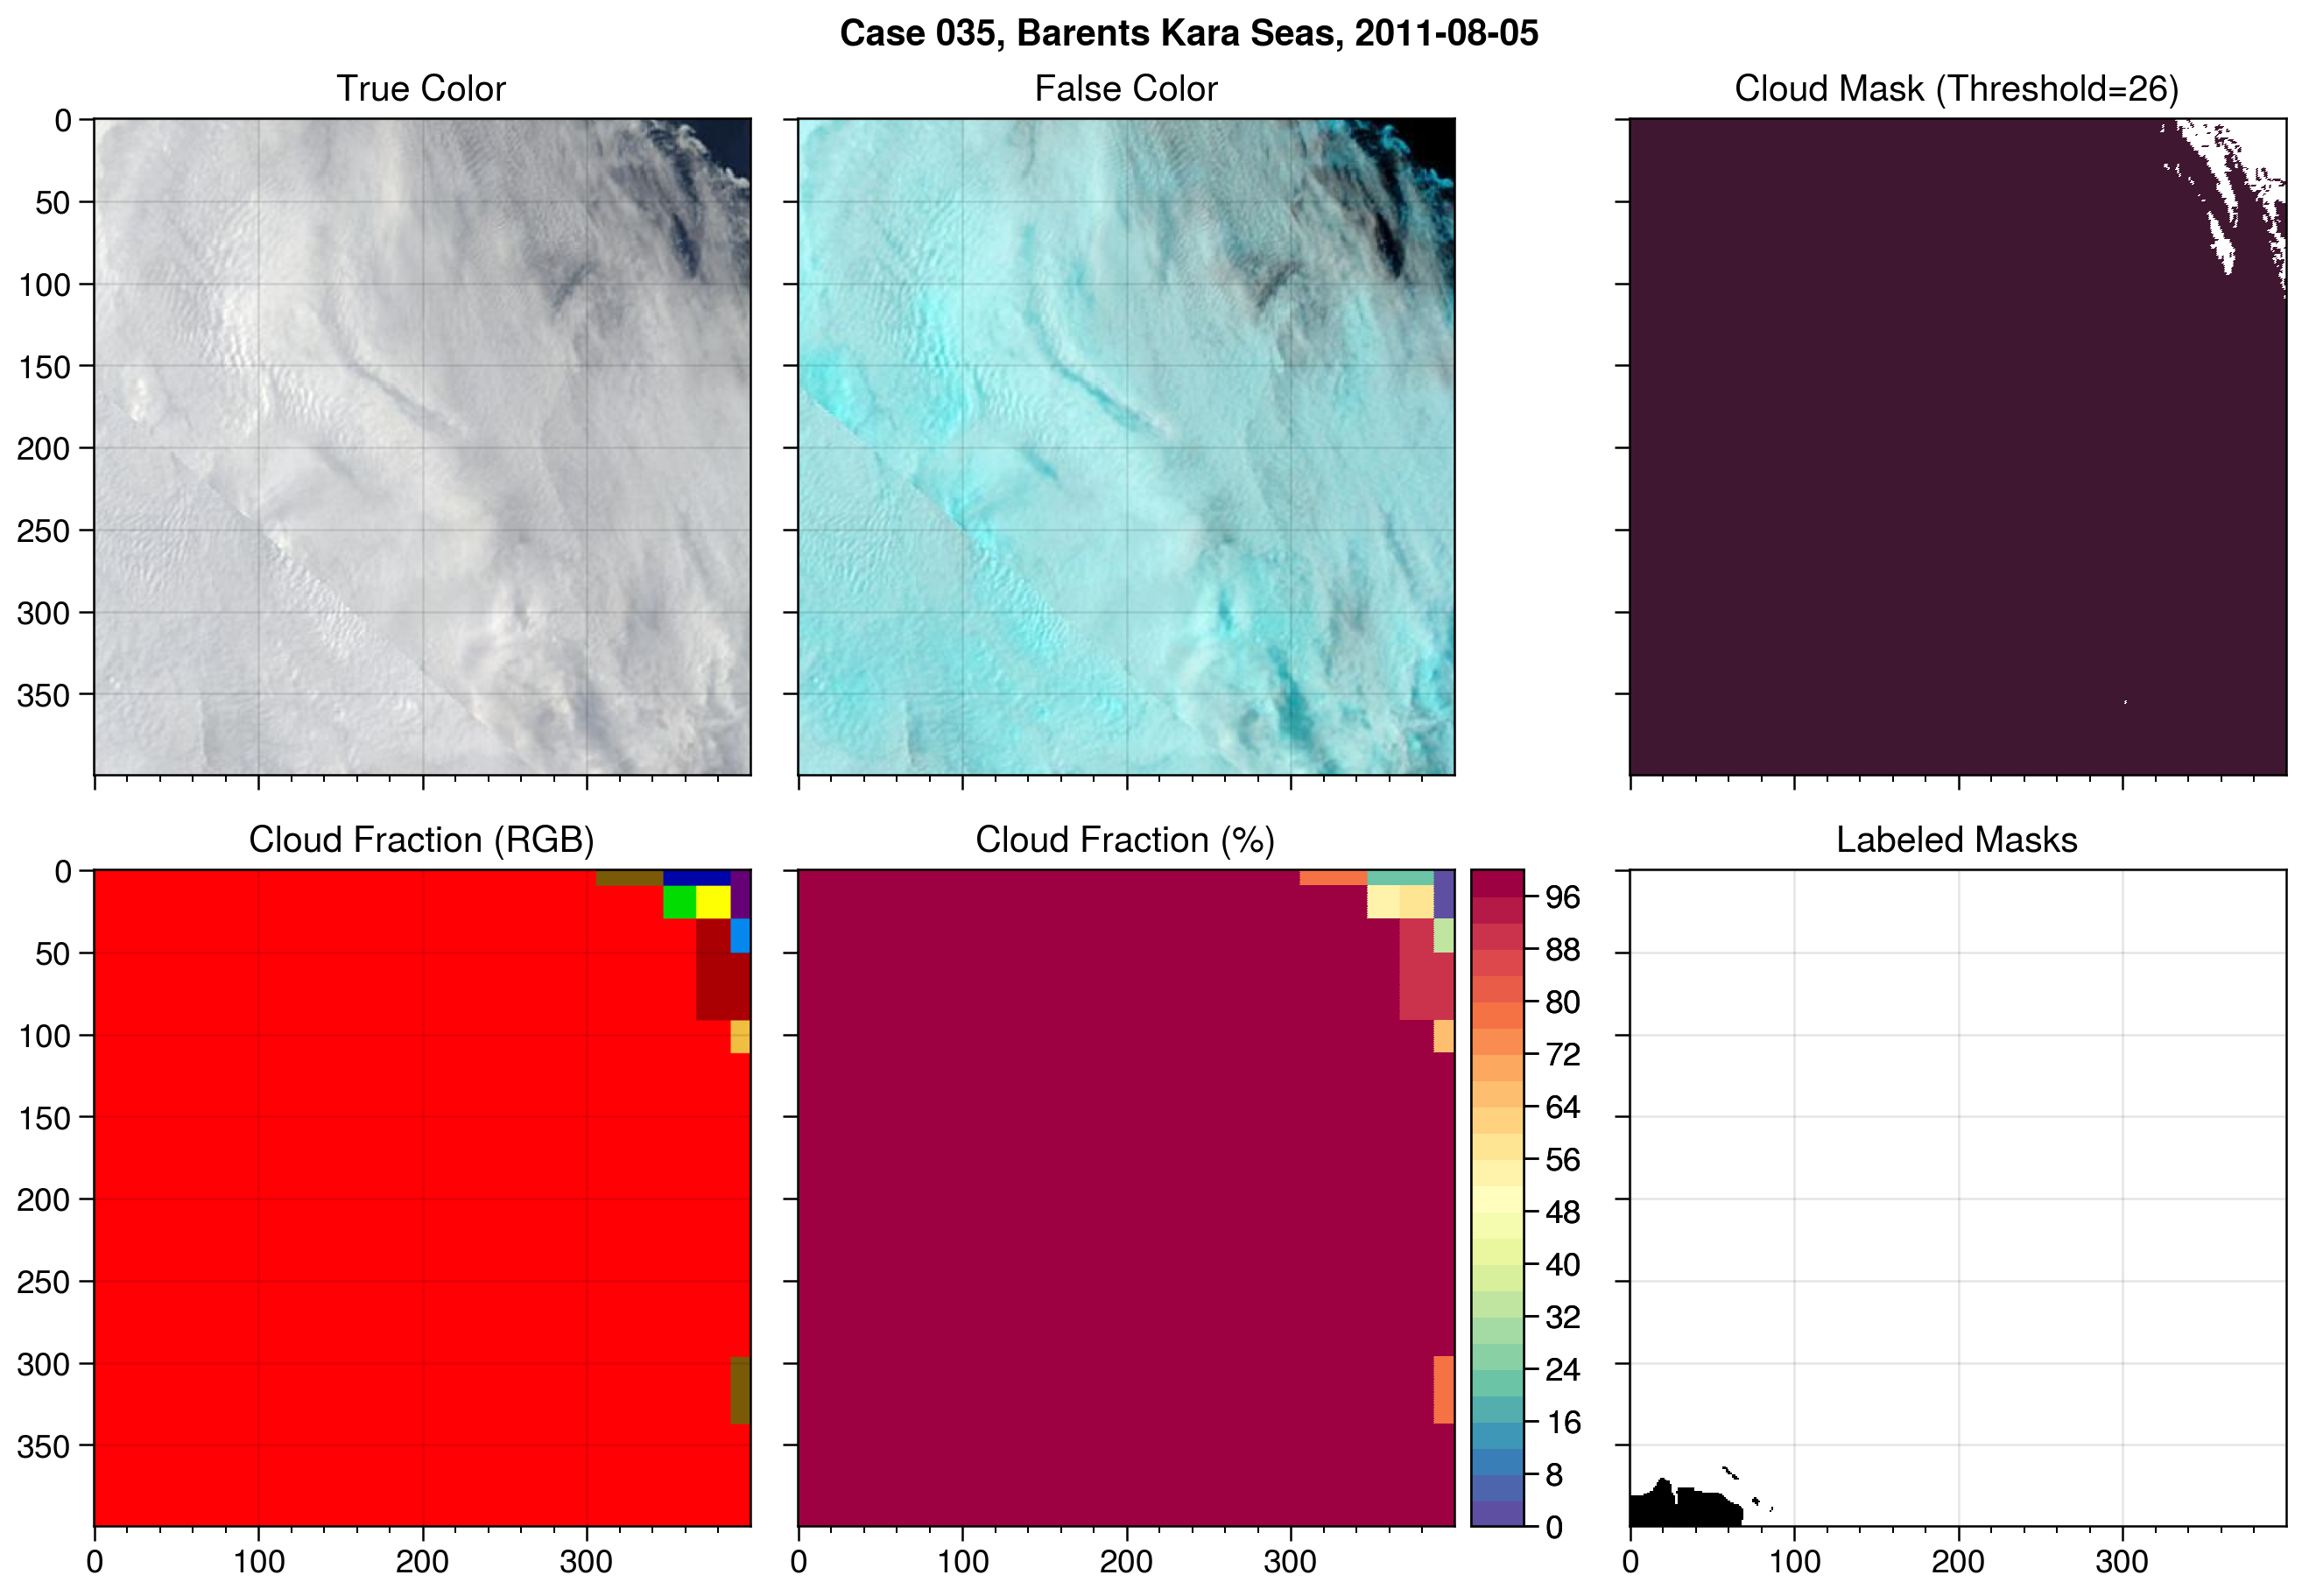 Case 035, Barents Kara Seas, 2011-08-05
True Color
False Color
Cloud Mask (Threshold=26)
0
50
100
150
200
250
300
350
Cloud Fraction (RGB)
Cloud Fraction (%)
Labeled Masks
0
50
100
150
200
250
300
350
96
88
80
72
64
56
48
40
32
24
16
8
0
0 100 200 300
0 100 200 300
0 100 200 300